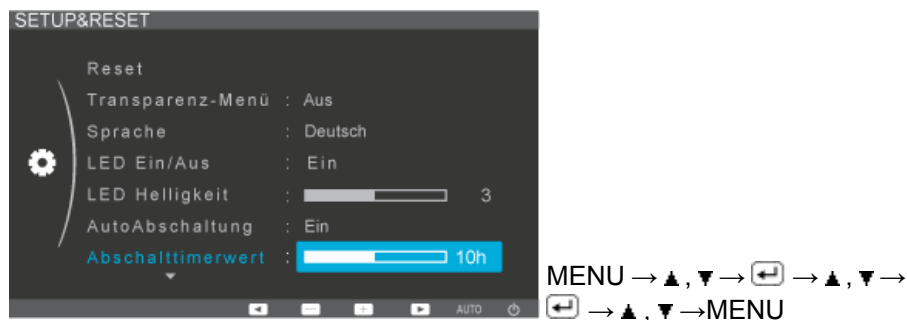 SETUP&RESET
Reset
Transparenz-Menü : Aus
Sprache : Deutsch
LED Ein/Aus : Ein
LED Helligkeit : 3
AutoAbschaltung : Ein
Abschalttimerwert : 10h
AUTO
MENU → ▲ , ▼ → ↵ → ▲ , ▼ →
↵ → ▲ , ▼ →MENU